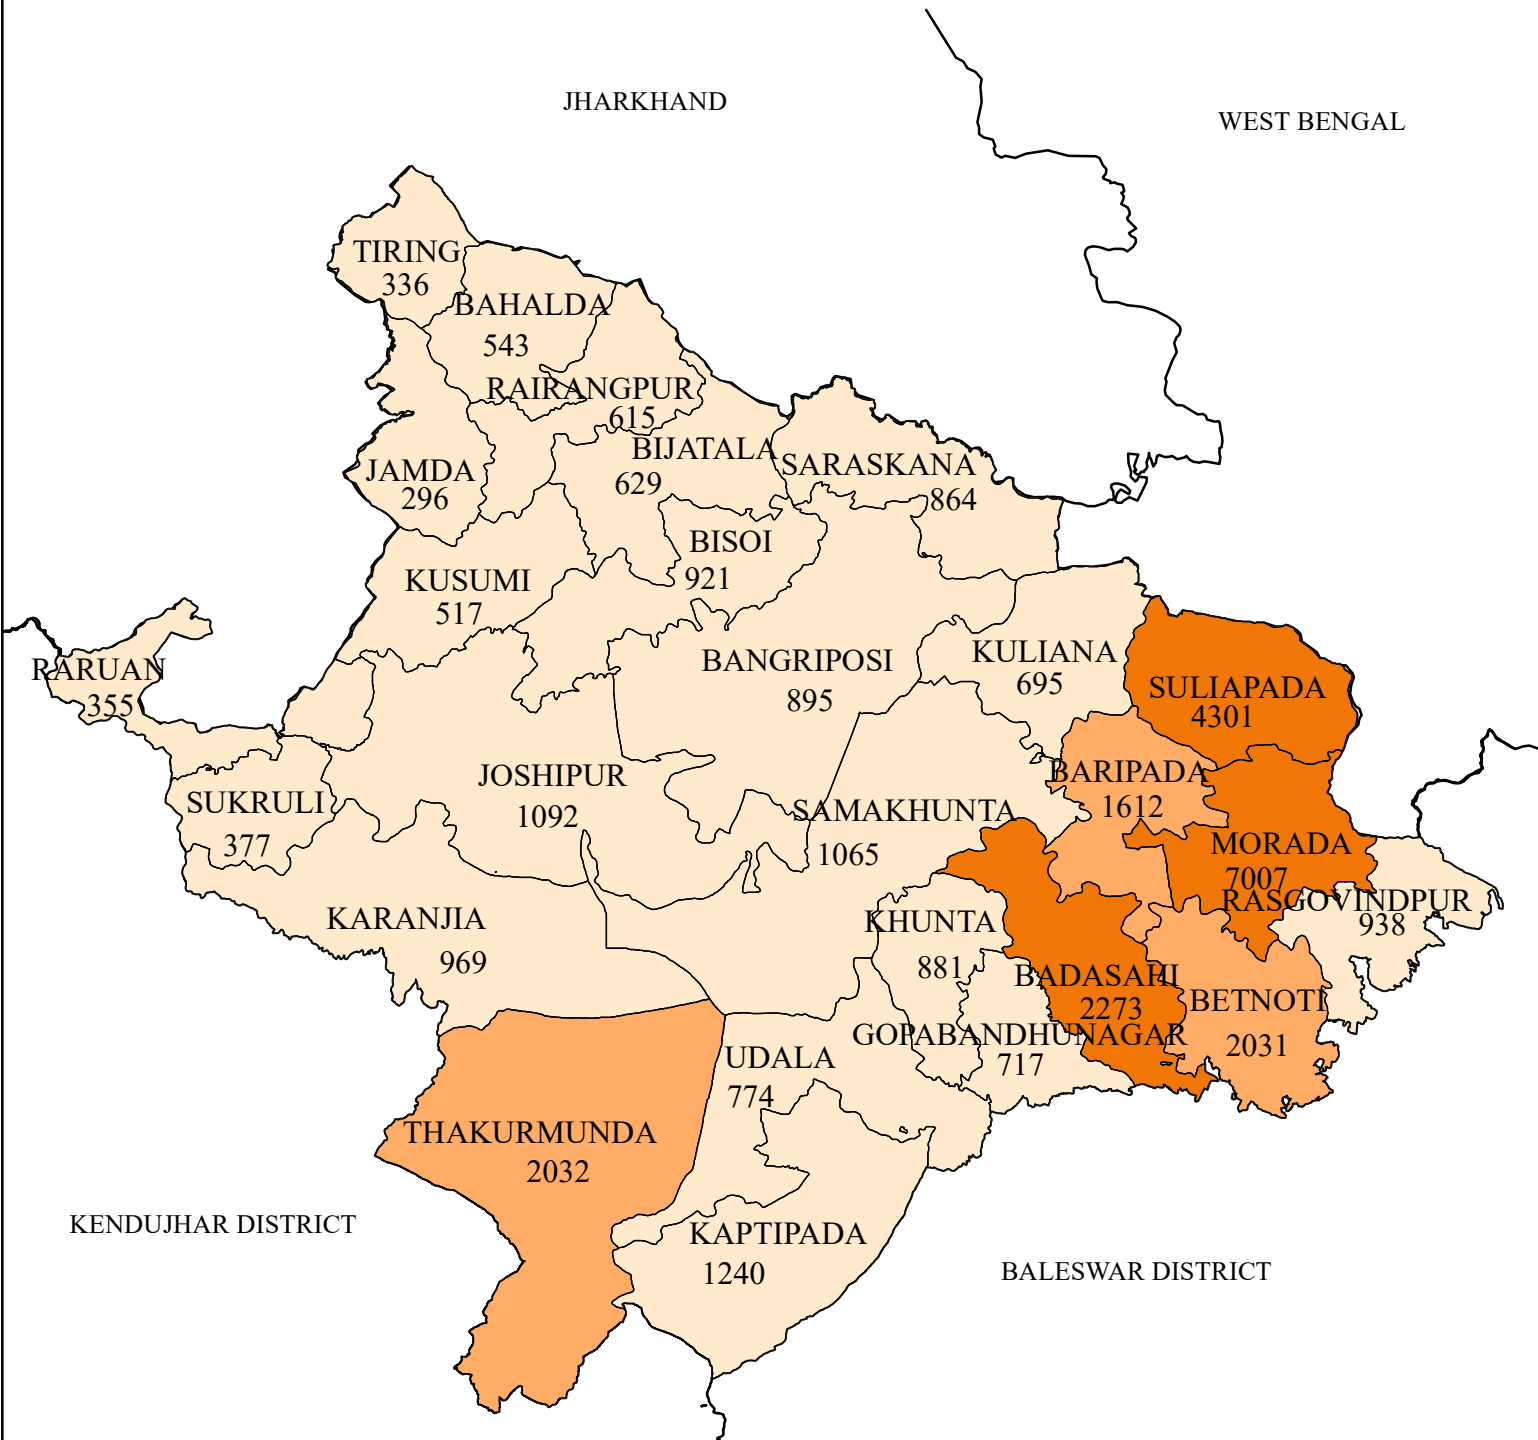 JHARKHAND
WEST BENGAL
TIRING
336
BAHALDA
543
RAIRANGPUR
615
BIJATALA
629
SARASKANA
864
JAMDA
296
BISOI
921
KUSUMI
517
RARUAN
355
BANGRIPOSI
895
KULIANA
695
SULIAPADA
4301
SUKRULI
377
JOSHIPUR
1092
SAMAKHUNTA
1065
BARIPADA
1612
MORADA
7007
RASGOVINDPUR
938
KARANJIA
969
KHUNTA
881
BADASAHI
2273
BETNOTI
2031
GOPABANDHUNAGAR
717
UDALA
774
THAKURMUNDA
2032
KAPTIPADA
1240
KENDUJHAR DISTRICT
BALESWAR DISTRICT